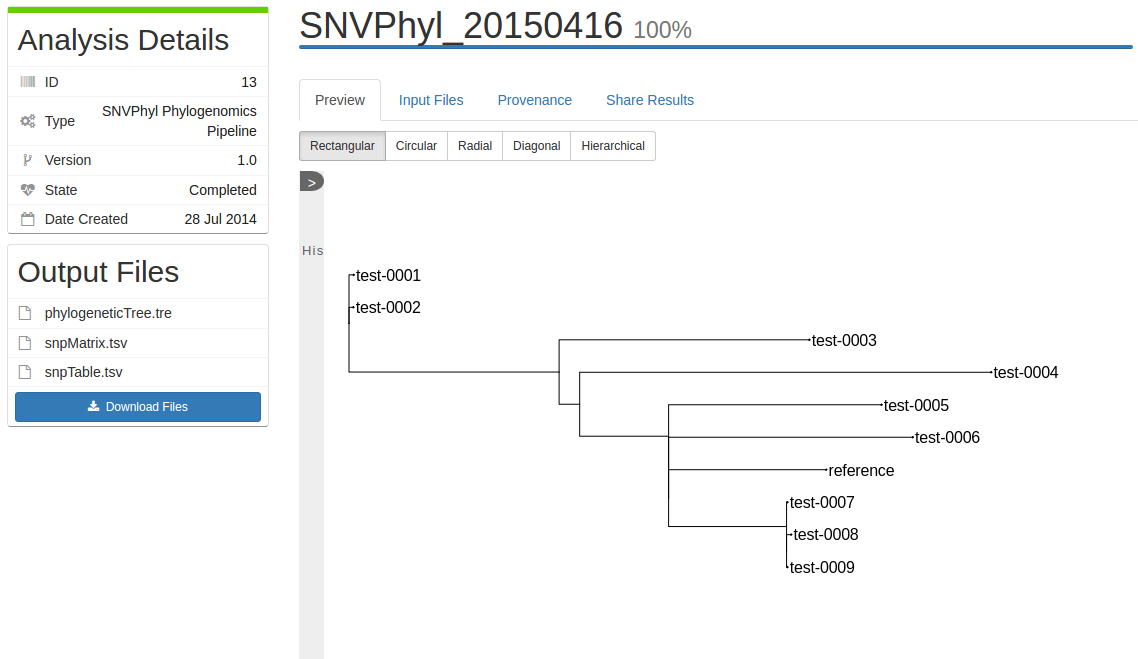 Analysis Details
ID 13
Type SNVPhyl Phylogenomics
Pipeline
Version 1.0
State Completed
Date Created 28 Jul 2014
Output Files
phylogeneticTree.tre
snpMatrix.tsv
snpTable.tsv
Download Files
SNVPhyl_20150416 100%
Preview Input Files Provenance Share Results
Rectangular Circular Radial Diagonal Hierarchical
>
His
test-0001
test-0002
test-0003
test-0004
test-0005
test-0006
reference
test-0007
test-0008
test-0009